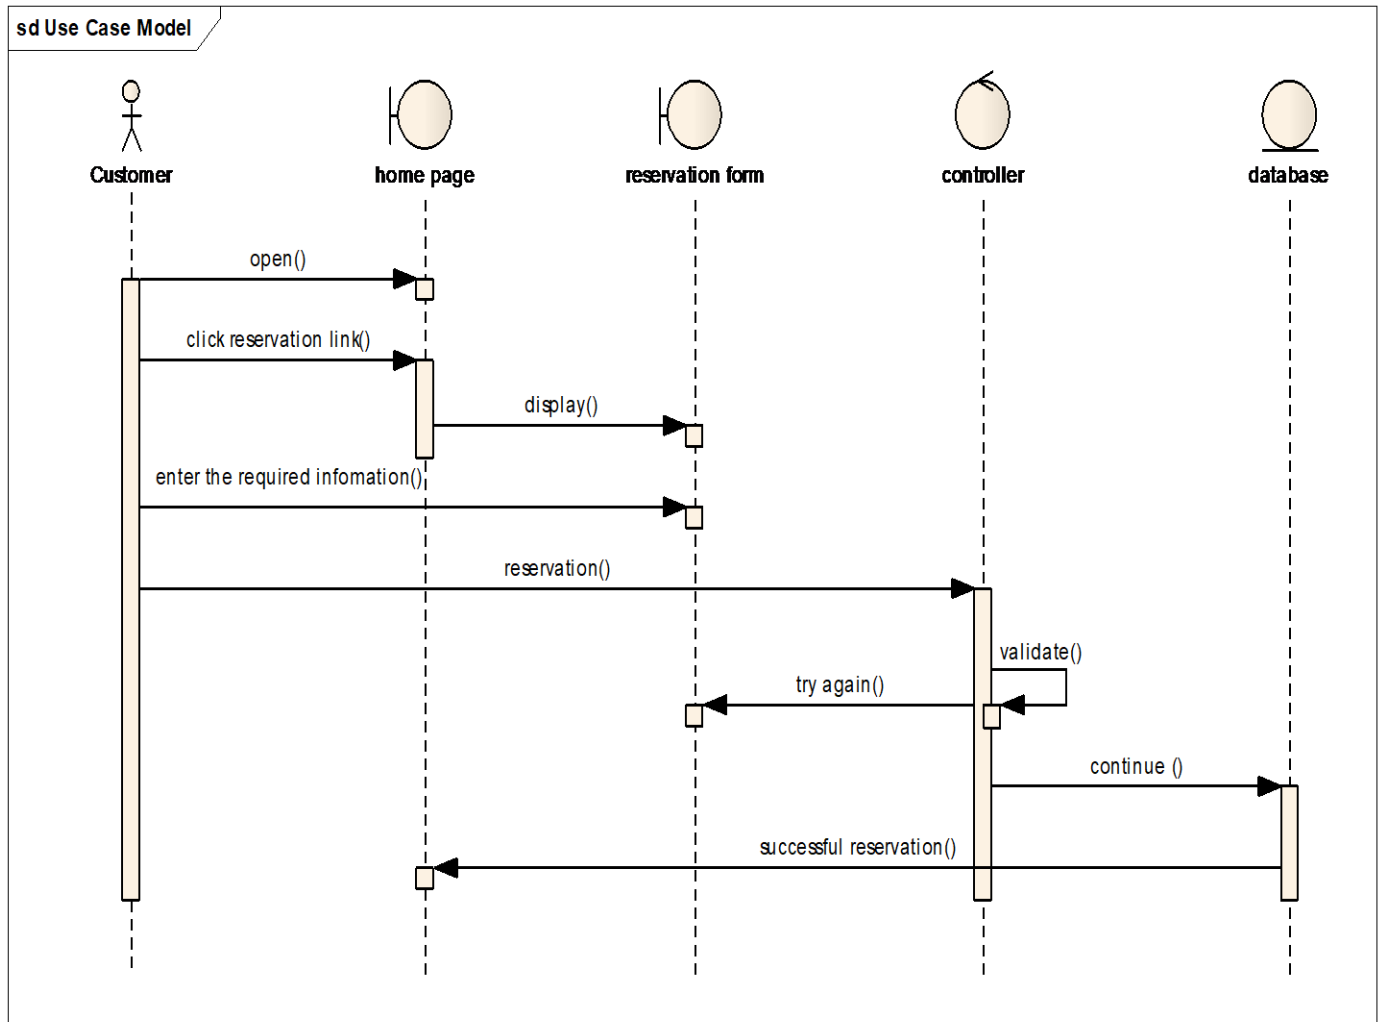 sd Use Case Model
Customer
home page
reservation form
controller
database
open()
click reservation link()
display()
enter the required infomation()
reservation()
validate()
try again()
continue ()
successful reservation()